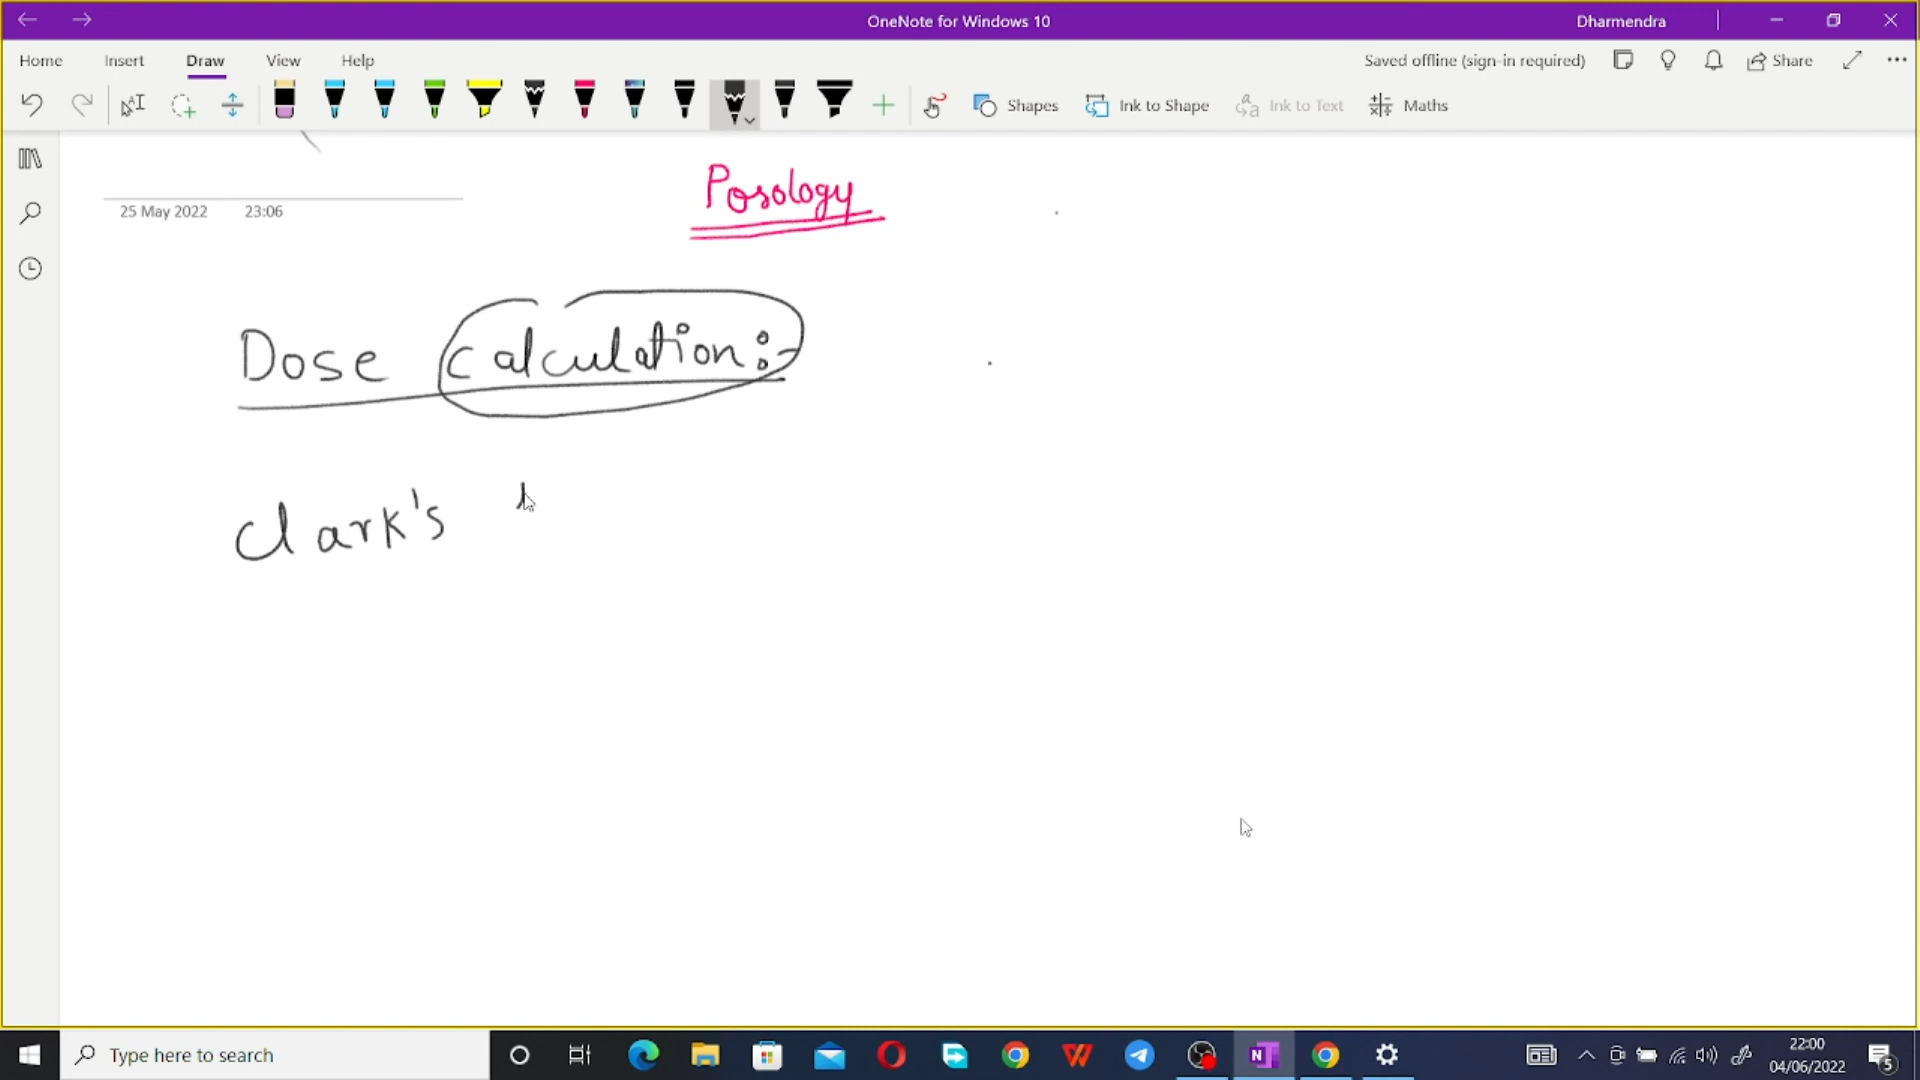 OneNote for Windows 10
Dharmendra
Home Insert Draw View Help
Saved offline (sign-in required)
Share
Shapes
Ink to Shape
Ink to Text
Maths
Posology
25 May 2022 23:06
Dose calculation:-
Clark's
Type here to search
22:00
04/06/2022
5